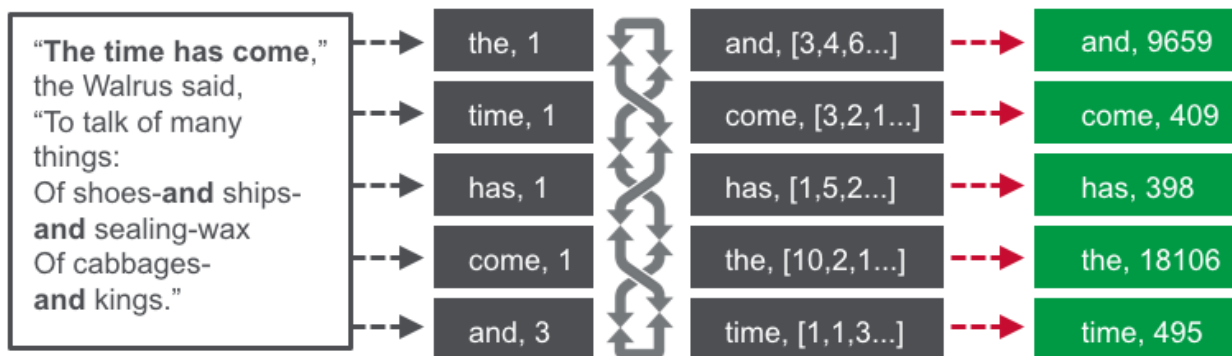 “The time has come,”
the Walrus said,
“To talk of many
things:
Of shoes-and ships-
and sealing-wax
Of cabbages-
and kings.”
the, 1
time, 1
has, 1
come, 1
and, 3
and, [3,4,6...]
come, [3,2,1...]
has, [1,5,2...]
the, [10,2,1...]
time, [1,1,3...]
and, 9659
come, 409
has, 398
the, 18106
time, 495